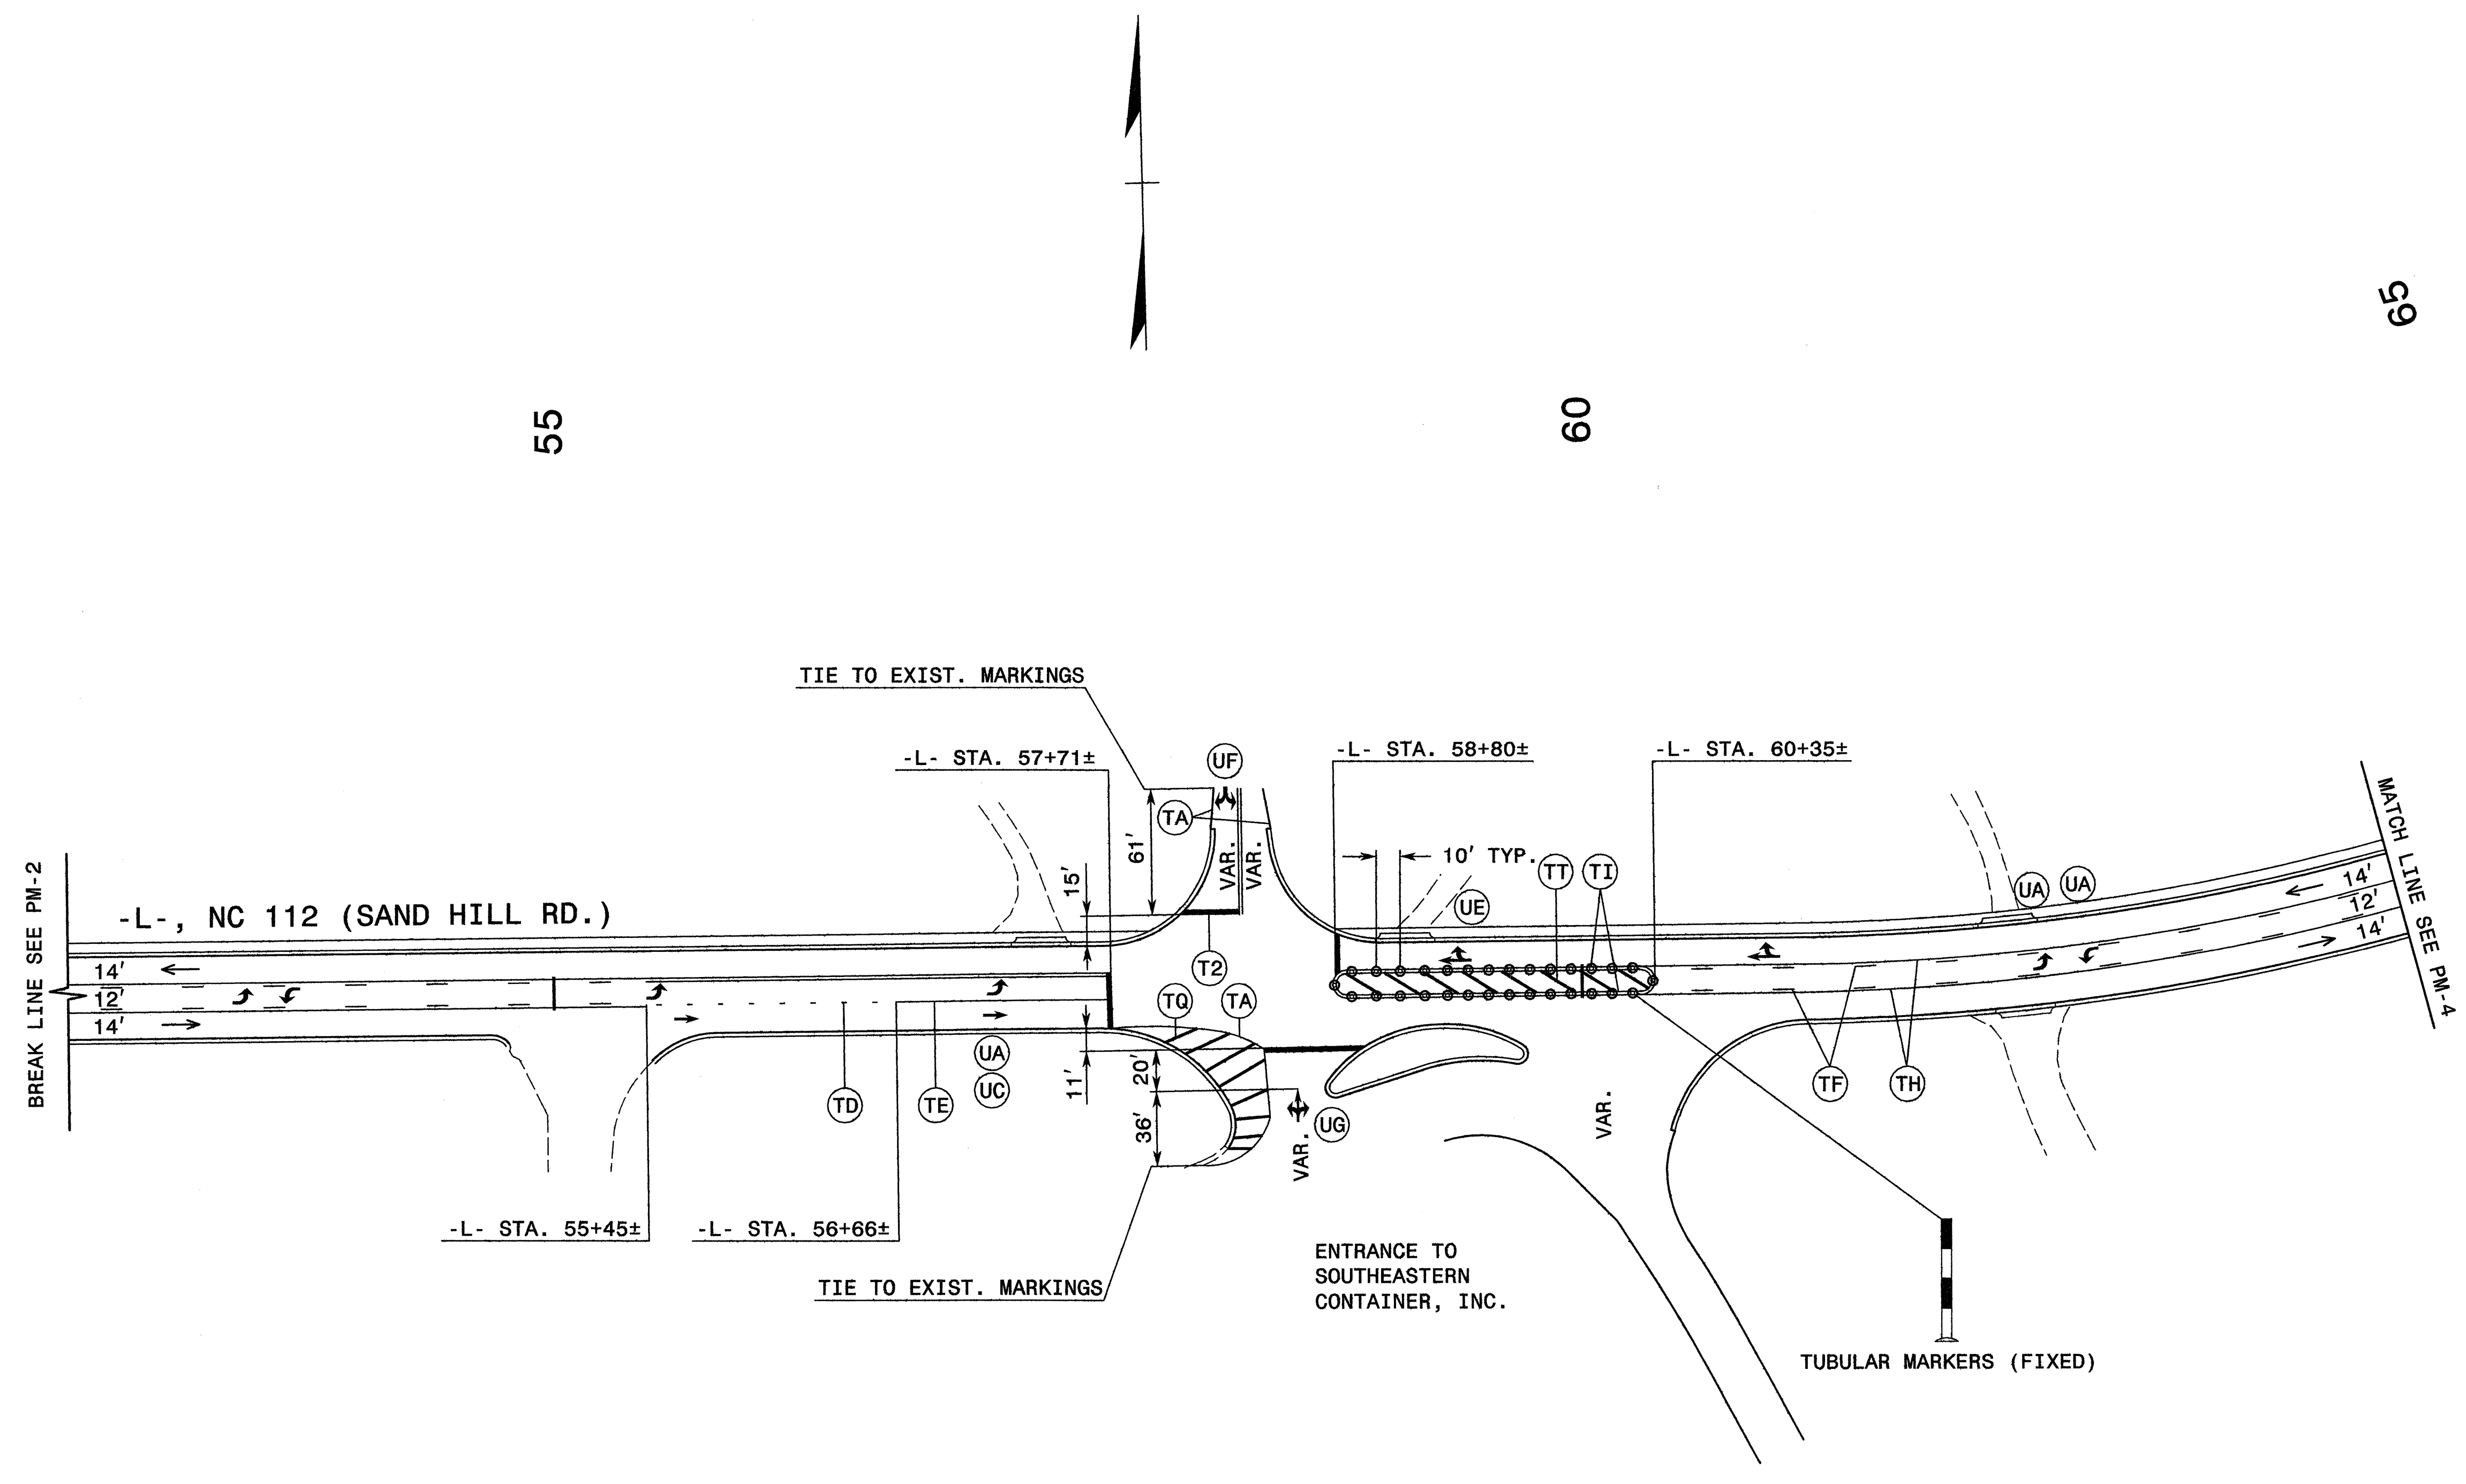 55
60
65
TIE TO EXIST. MARKINGS
-L- STA. 57+71±
UF
-L- STA. 58+80±
-L- STA. 60+35±
MATCH LINE SEE PM-4
BREAK LINE SEE PM-2
TA
61'
15'
VAR.
VAR.
10' TYP.
TT
TI
UE
UA
UA
-L-, NC 112 (SAND HILL RD.)
14'
12'
14'
14'
12'
14'
T2
TQ
TA
UA
UC
TD
TE
11'
20'
36'
VAR.
UG
VAR.
TF
TH
-L- STA. 55+45±
-L- STA. 56+66±
TIE TO EXIST. MARKINGS
ENTRANCE TO
SOUTHEASTERN
CONTAINER, INC.
TUBULAR MARKERS (FIXED)